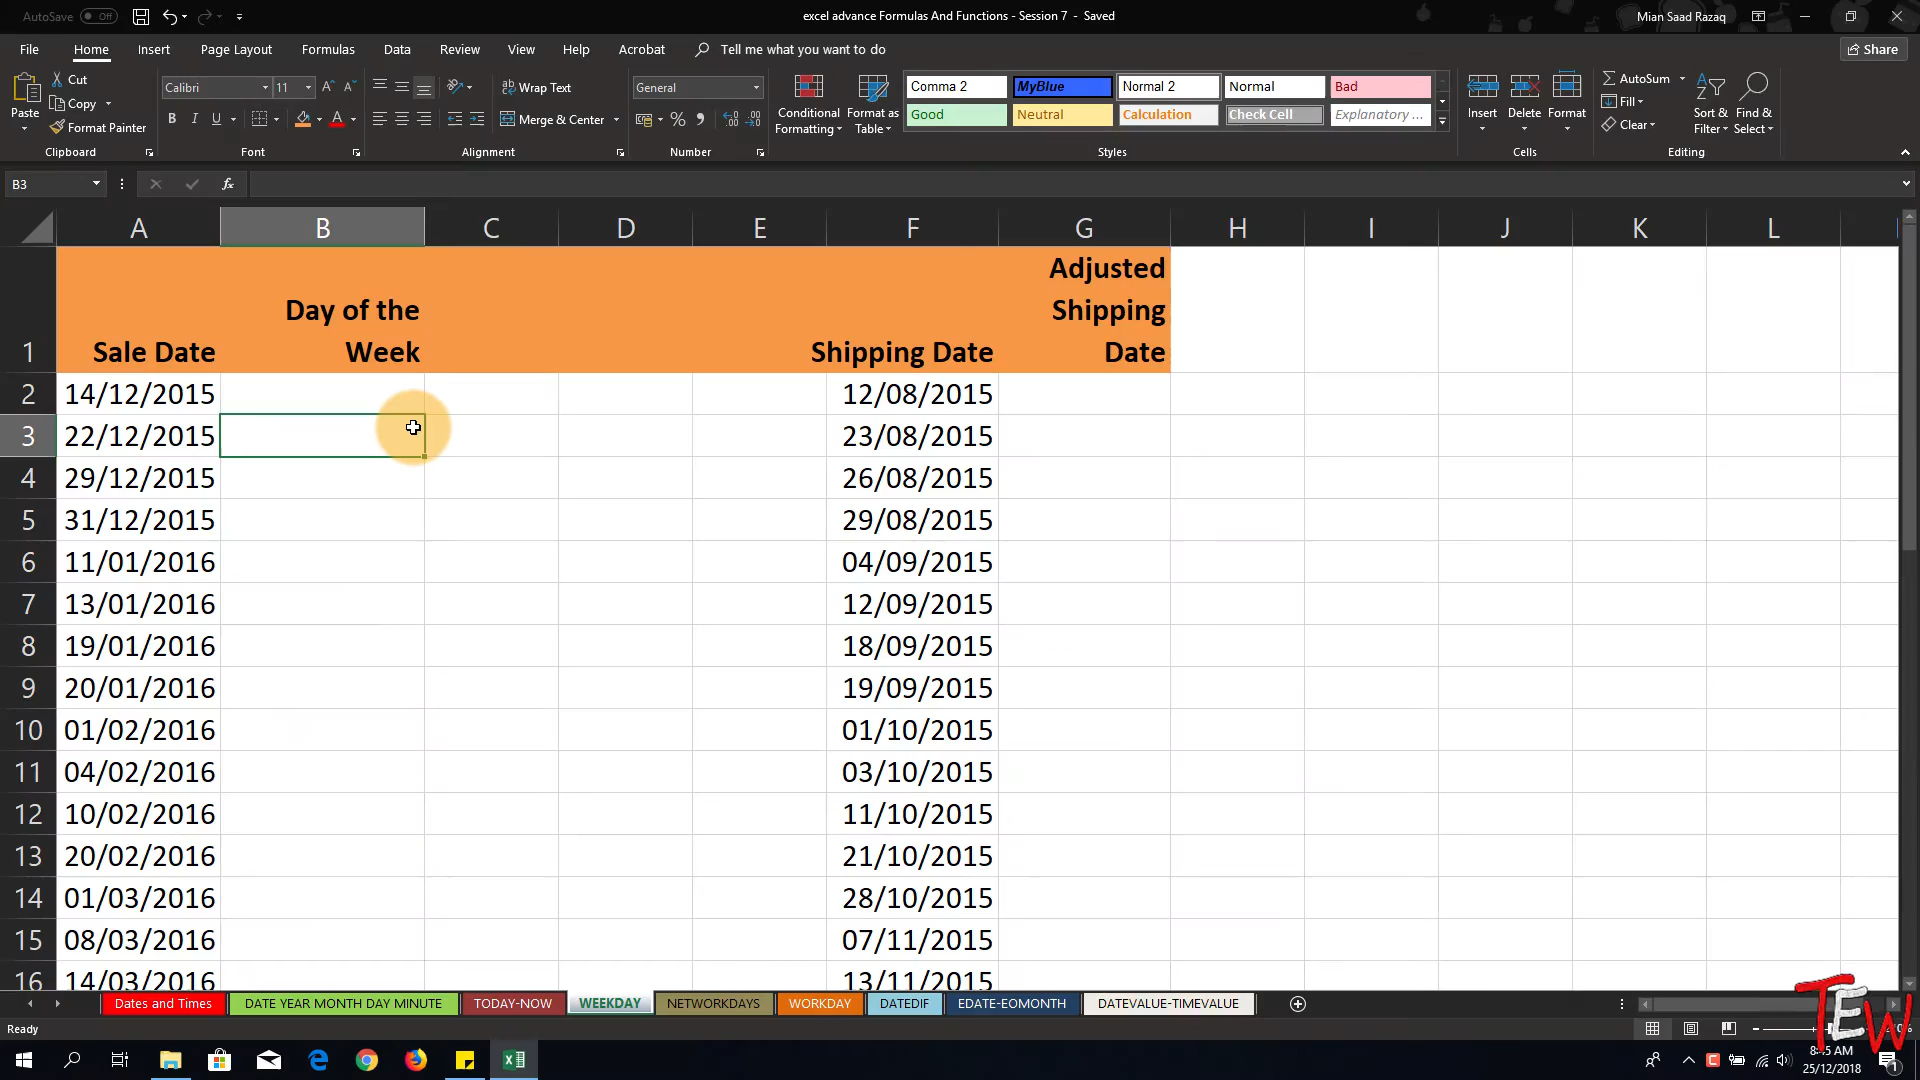 AutoSave Off excel advance Formulas And Functions - Session 7 - Saved Mian Saad Razaq
File Home Insert Page Layout Formulas Data Review View Help Acrobat Tell me what you want to do Share
Paste Cut Copy Format Painter Clipboard
Calibri 11 B I U Font
Wrap Text Merge & Center Alignment
General % Number
Conditional Formatting Format as Table
Comma 2 MyBlue Normal 2 Normal Bad
Good Neutral Calculation Check Cell Explanatory ...
Styles
Insert Delete Format Cells
AutoSum Fill Clear Sort & Filter Find & Select Editing
B3 fx
A B C D E F G H I J K L
1 Sale Date Day of the Week Shipping Date Adjusted Shipping Date
2 14/12/2015 12/08/2015
3 22/12/2015 23/08/2015
4 29/12/2015 26/08/2015
5 31/12/2015 29/08/2015
6 11/01/2016 04/09/2015
7 13/01/2016 12/09/2015
8 19/01/2016 18/09/2015
9 20/01/2016 19/09/2015
10 01/02/2016 01/10/2015
11 04/02/2016 03/10/2015
12 10/02/2016 11/10/2015
13 20/02/2016 21/10/2015
14 01/03/2016 28/10/2015
15 08/03/2016 07/11/2015
16 14/03/2016 13/11/2015
Dates and Times DATE YEAR MONTH DAY MINUTE TODAY-NOW WEEKDAY NETWORKDAYS WORKDAY DATEDIF EDATE-EOMONTH DATEVALUE-TIMEVALUE
Ready
TEW
8:45 AM
25/12/2018